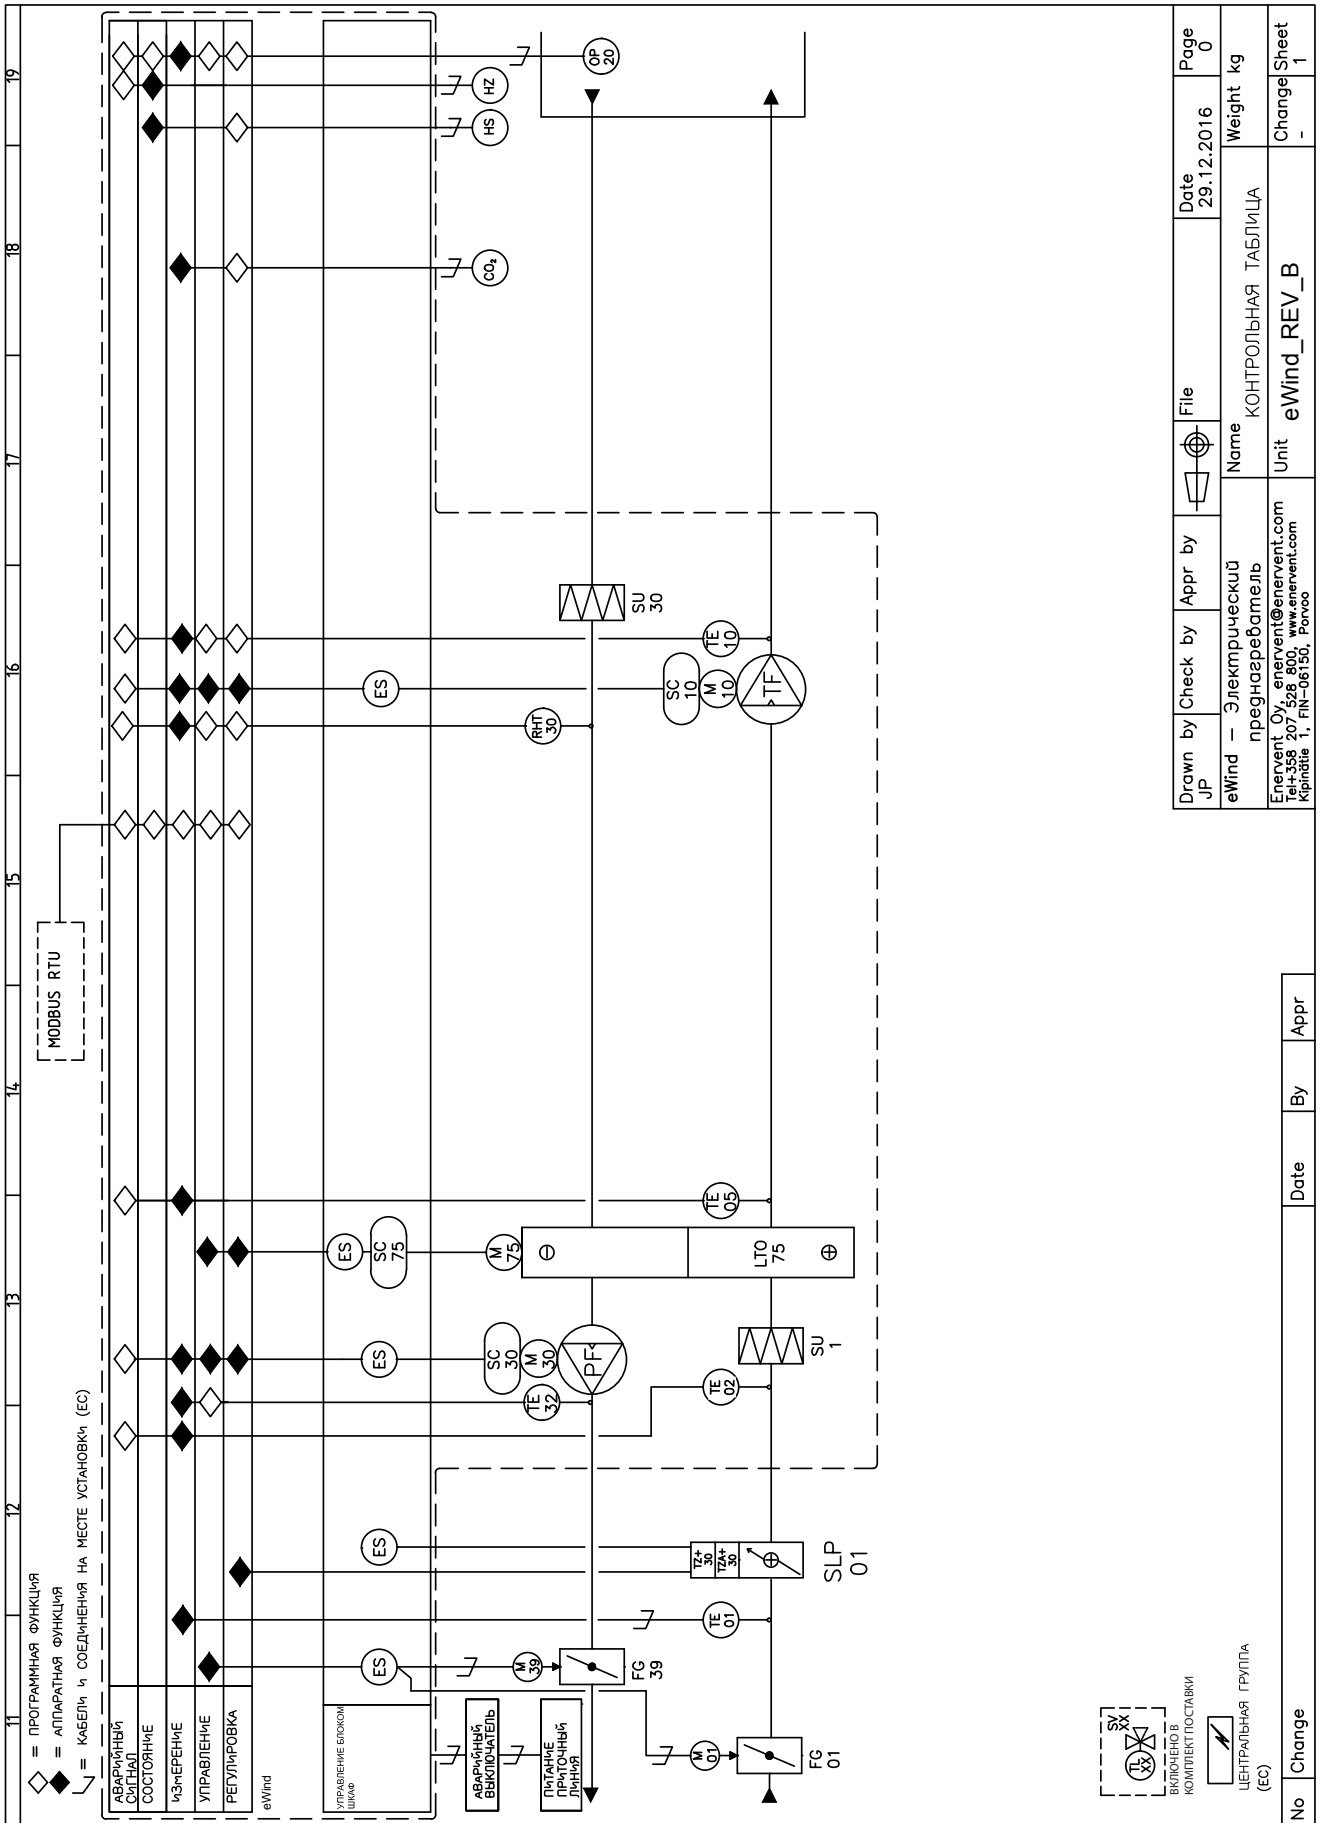 11
12
13
14
15
16
17
18
19
= ПРОГРАММНАЯ ФУНКЦИЯ
= АППАРАТНАЯ ФУНКЦИЯ
= КАБЕЛИ И СОЕДИНЕНИЯ НА МЕСТЕ УСТАНОВКИ (EC)
MODBUS RTU
АВАРИЙНЫЙ
СИГНАЛ
СОСТОЯНИЕ
ИЗМЕРЕНИЕ
УПРАВЛЕНИЕ
РЕГУЛИРОВКА
eWind
УПРАВЛЕНИЕ БЛОКОМ
ШКАФ
ES
ES
ES
ES
ES
SC
75
АВАРИЙНЫЙ
ВЫКЛЮЧАТЕЛЬ
ПИТАНИЕ
ПРИТОЧНЫЙ
ЛИНИЯ
M
39
FG
39
TE
32
SC
30
M
30
PF
M
75
RHT
30
SU
30
CO₂
HS
HZ
OP
20
M
01
FG
01
TE
01
TZ+
30
TZA+
30
SLP
01
TE
02
SU
1
LTO
75
TE
05
SC
10
M
10
TF
TE
10
SV
XX
TL
XX
ВКЛЮЧЕНО В
КОМПЛЕКТ ПОСТАВКИ
ЦЕНТРАЛЬНАЯ ГРУППА
(EC)
No
Change
Date
By
Appr
Drawn by
JP
Check by
Appr by
File
Date
29.12.2016
Page
0
eWind – Электрический
преднагреватель
Name
КОНТРОЛЬНАЯ ТАБЛИЦА
Weight kg
Enervent Oy, enervent@enervent.com
Tel+358 207 528 800, www.enervent.com
Kipinätie 1, FIN-06150, Porvoo
Unit
eWind_REV_B
Change
-
Sheet
1